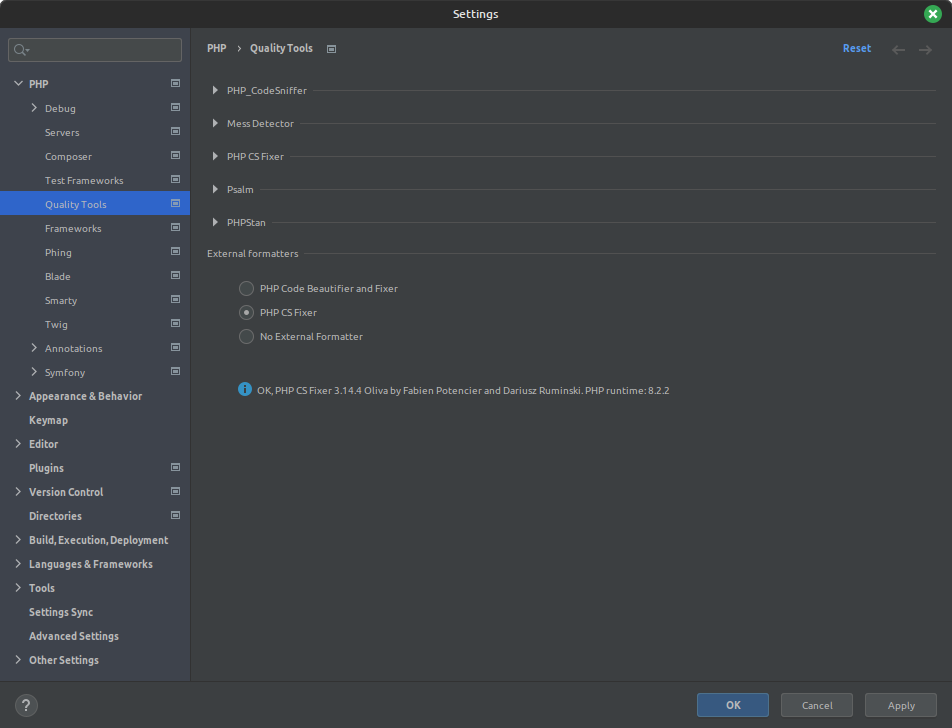 Settings
PHP › Quality Tools
Reset
PHP
Debug
Servers
Composer
Test Frameworks
Quality Tools
Frameworks
Phing
Blade
Smarty
Twig
Annotations
Symfony
Appearance & Behavior
Keymap
Editor
Plugins
Version Control
Directories
Build, Execution, Deployment
Languages & Frameworks
Tools
Settings Sync
Advanced Settings
Other Settings
PHP_CodeSniffer
Mess Detector
PHP CS Fixer
Psalm
PHPStan
External formatters
PHP Code Beautifier and Fixer
PHP CS Fixer
No External Formatter
OK, PHP CS Fixer 3.14.4 Oliva by Fabien Potencier and Dariusz Ruminski. PHP runtime: 8.2.2
?
OK
Cancel
Apply